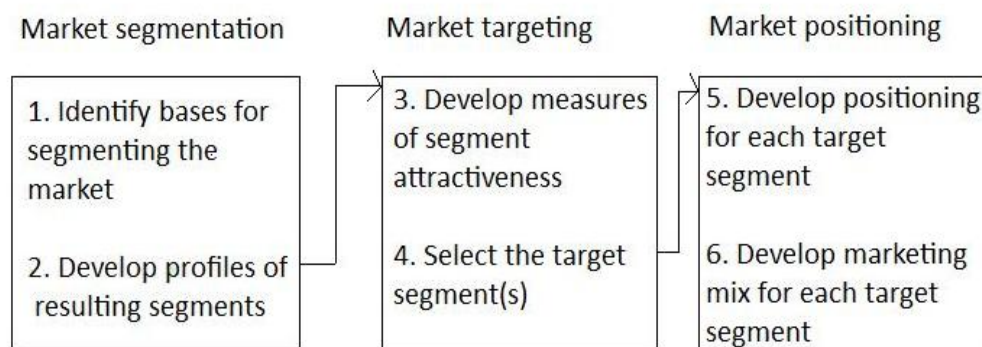 Market segmentation
1. Identify bases for
segmenting the
market
2. Develop profiles of
resulting segments
Market targeting
3. Develop measures
of segment
attractiveness
4. Select the target
segment(s)
Market positioning
5. Develop positioning
for each target
segment
6. Develop marketing
mix for each target
segment